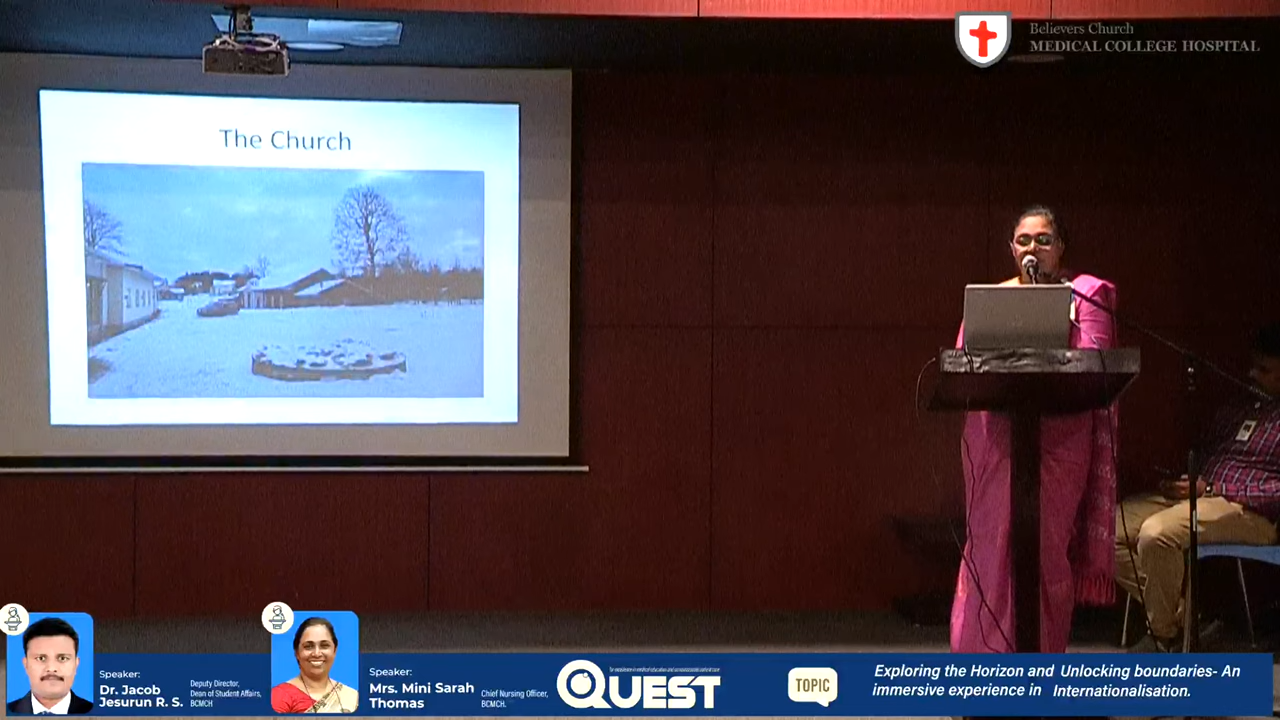 Believers Church
MEDICAL COLLEGE HOSPITAL
The Church
Speaker:
Dr. Jacob
Jesurun R. S.
Deputy Director,
Dean of Student Affairs,
BCMCH
Speaker:
Mrs. Mini Sarah
Thomas
Chief Nursing Officer,
BCMCH.
QUEST
TOPIC
Exploring the Horizon and Unlocking boundaries- An
immersive experience in Internationalisation.